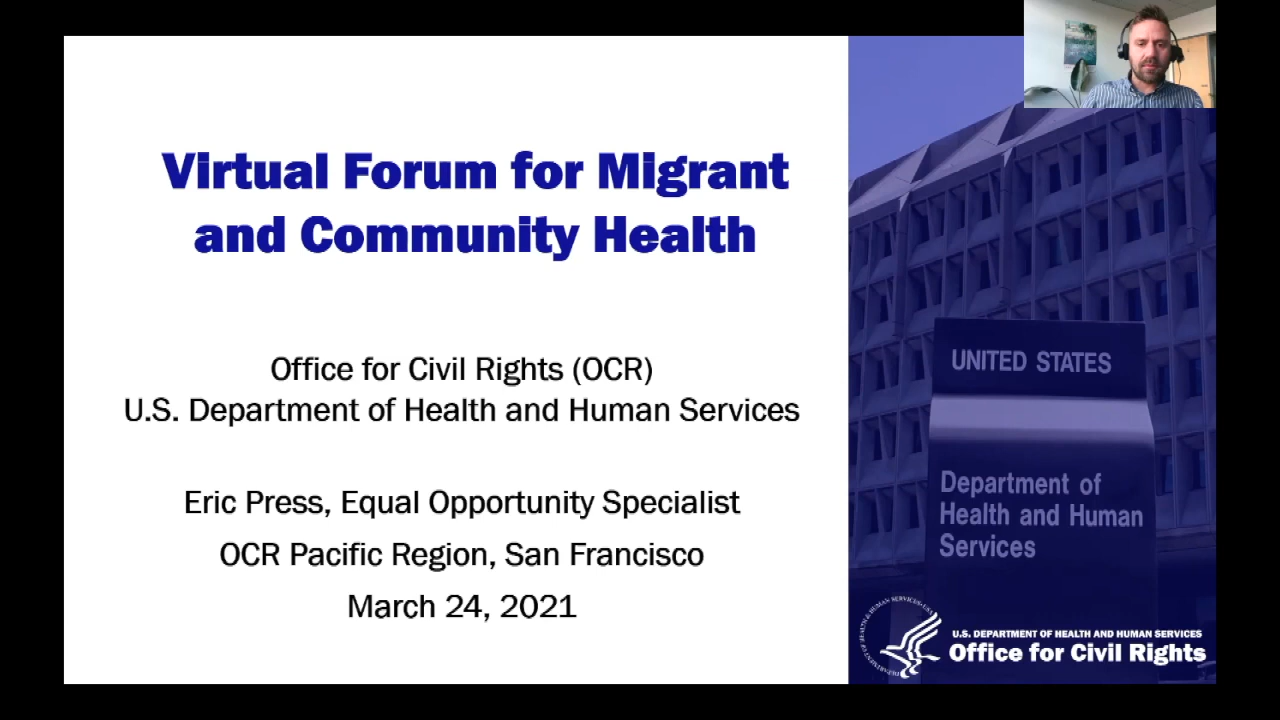 Virtual Forum for Migrant
and Community Health
Office for Civil Rights (OCR)
U.S. Department of Health and Human Services
Eric Press, Equal Opportunity Specialist
OCR Pacific Region, San Francisco
March 24, 2021
UNITED STATES
Department of
Health and Human
Services
U.S. DEPARTMENT OF HEALTH AND HUMAN SERVICES
Office for Civil Rights